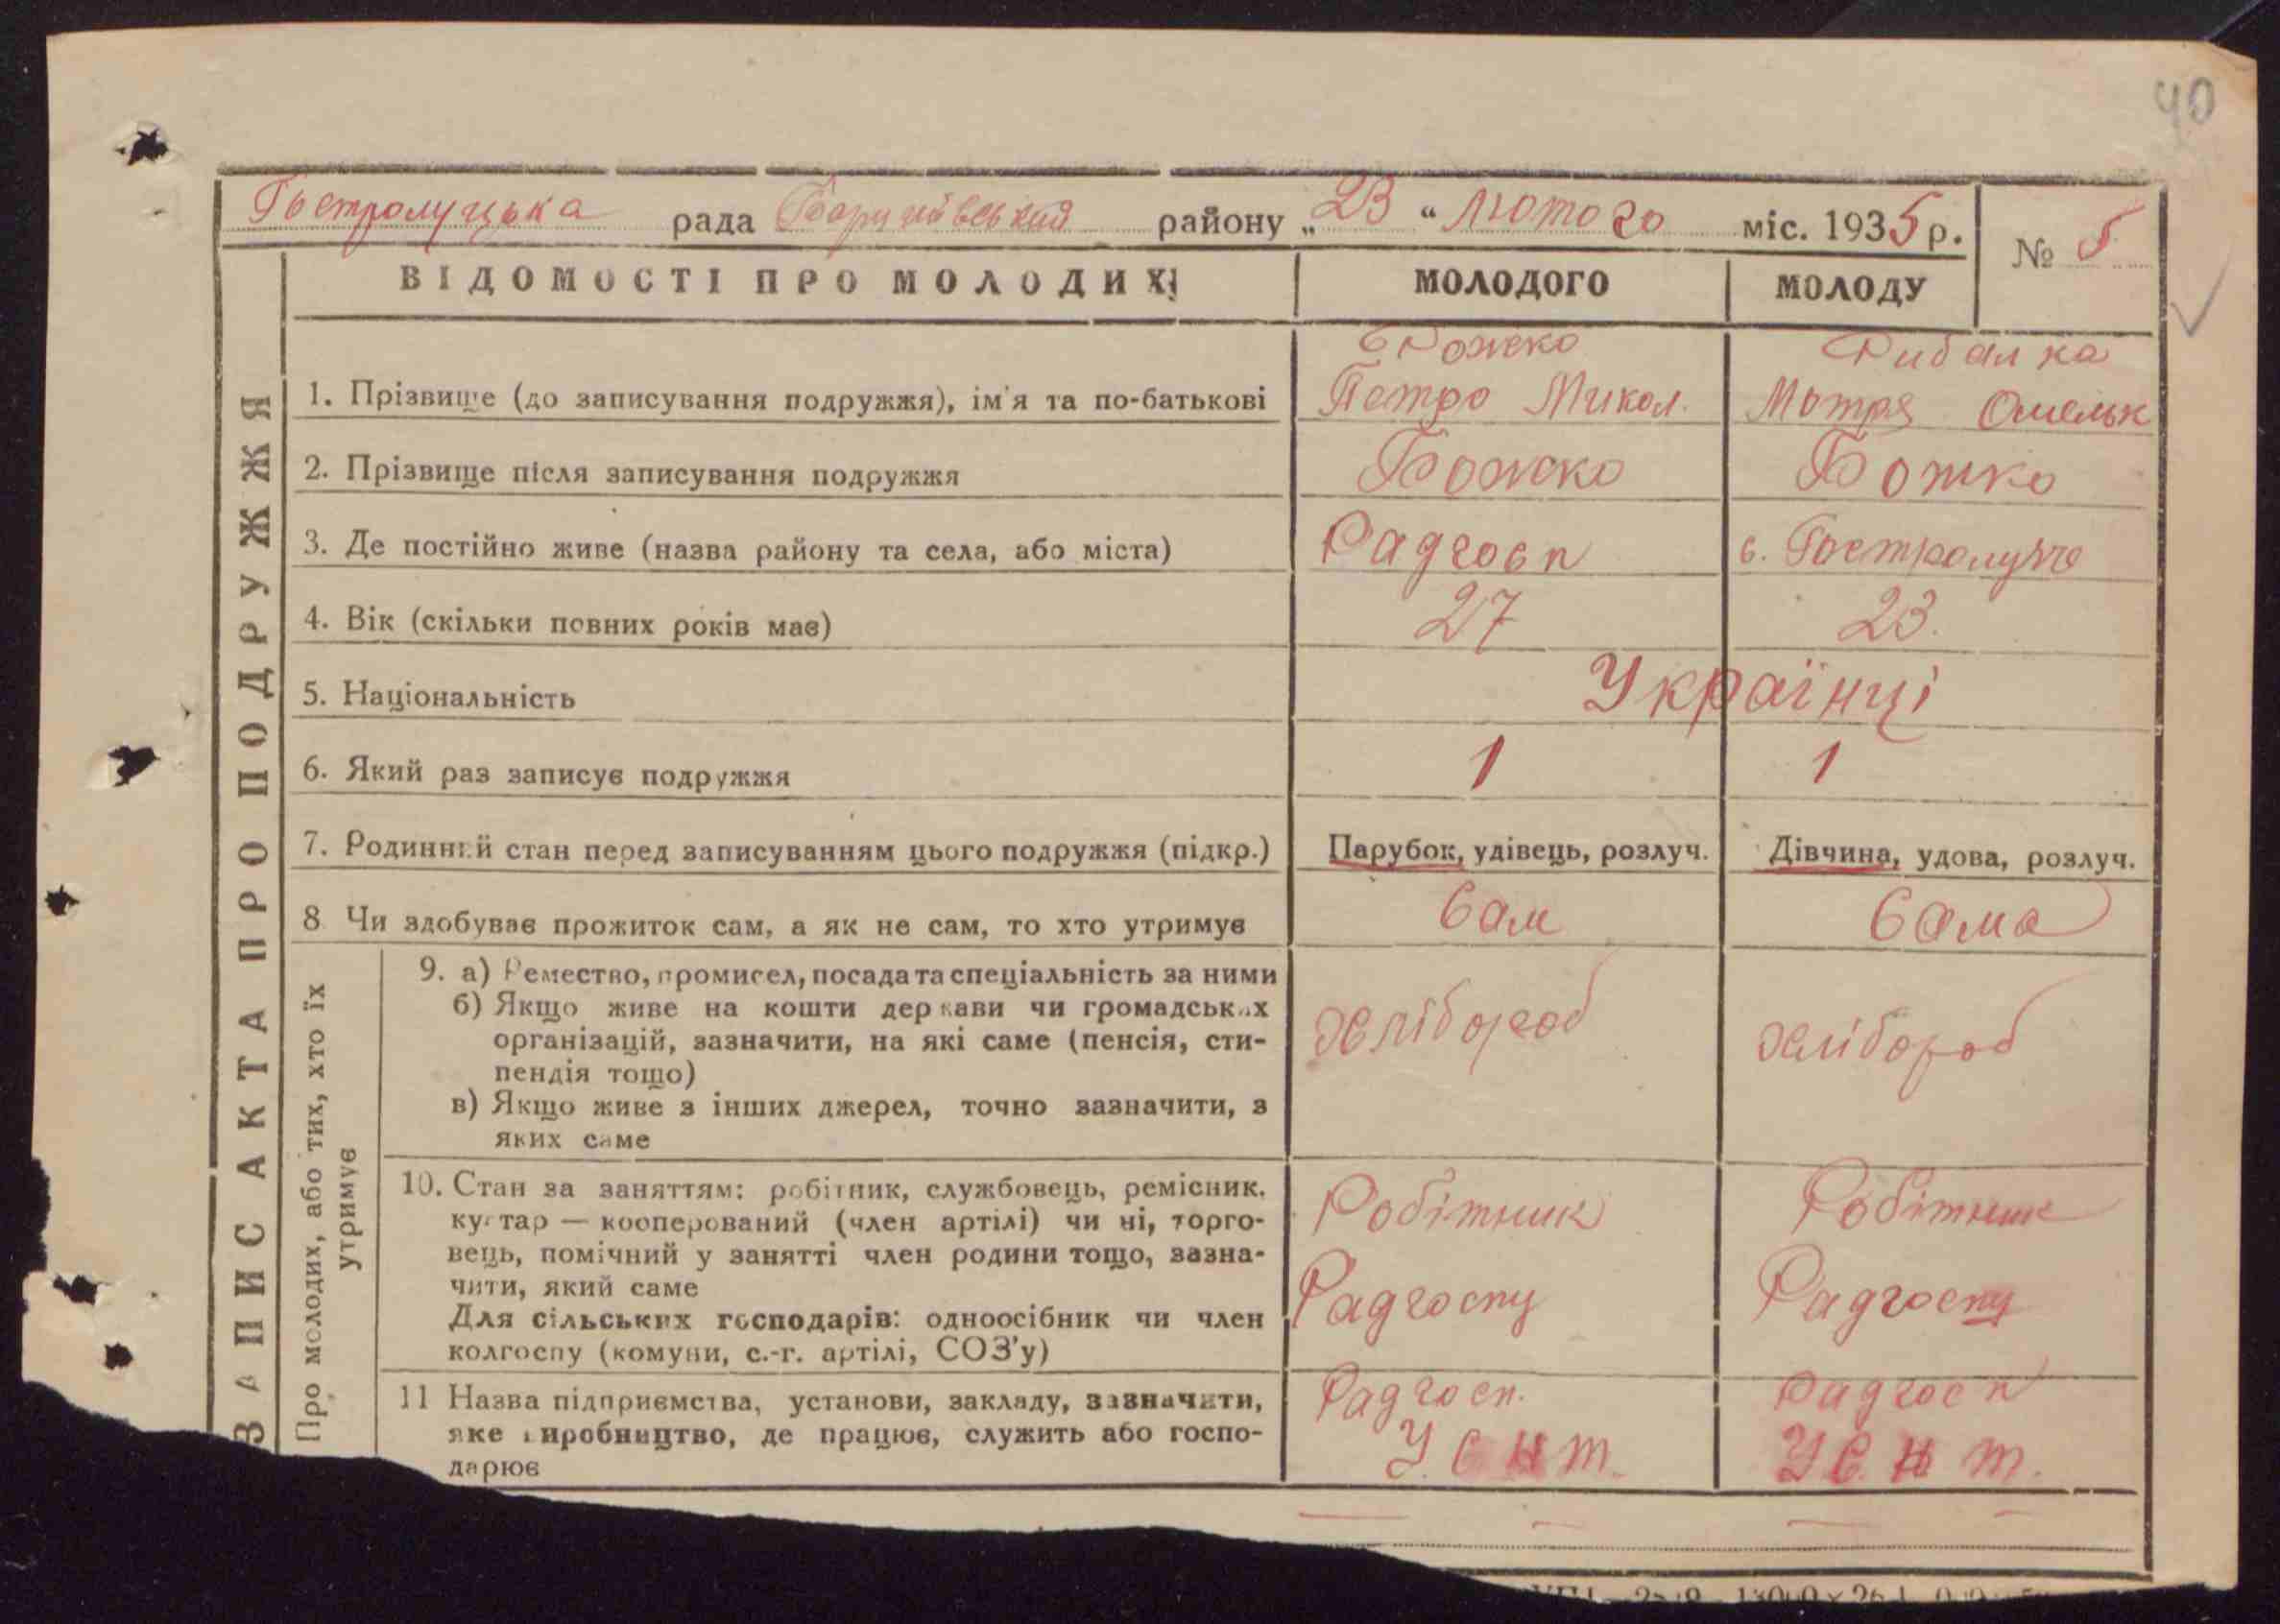 40
Гостролуцька рада Баришівський району „23“ лютого міс. 1935 р. № 5
ВІДОМОСТІ ПРО МОЛОДИХ МОЛОДОГО МОЛОДУ
ЗАПИС АКТА ПРО ПОДРУЖЖЯ
Божко Рибалка
1. Прізвище (до записування подружжя), ім'я та по-батькові Петро Микол. Мотря Омельк
2. Прізвище після записування подружжя Божко Божко
3. Де постійно живе (назва району та села, або міста) Радгосп с. Гостролуччя
4. Вік (скільки повних років має) 27 23.
5. Національність Українці
6. Який раз записує подружжя 1 1
7. Родинний стан перед записуванням цього подружжя (підкр.) Парубок, удівець, розлуч. Дівчина, удова, розлуч.
8 Чи здобуває прожиток сам, а як не сам, то хто утримує Сам Сама
Про молодих, або тих, хто їх
утримує
9. а) Ремество, промисел, посада та спеціальність за ними
б) Якщо живе на кошти держави чи громадських
організацій, зазначити, на які саме (пенсія, сти-
пендія тощо)
в) Якщо живе з інших джерел, точно зазначити, з
яких саме
хлібороб хлібороб
10. Стан за заняттям: робітник, службовець, ремісник,
кустар — кооперований (член артілі) чи ні, торго-
вець, помічний у занятті член родини тощо, зазна-
чити, який саме
Для сільських господарів: одноосібник чи член
колгоспу (комуни, с.-г. артілі, СОЗ'у)
Робітник Робітник
Радгоспу Радгоспу
11 Назва підприємства, установи, закладу, зазначити,
яке виробництво, де працює, служить або госпо-
дарює
Радгосп. Радгосп
У. С. Н Т. У С. Н Т.